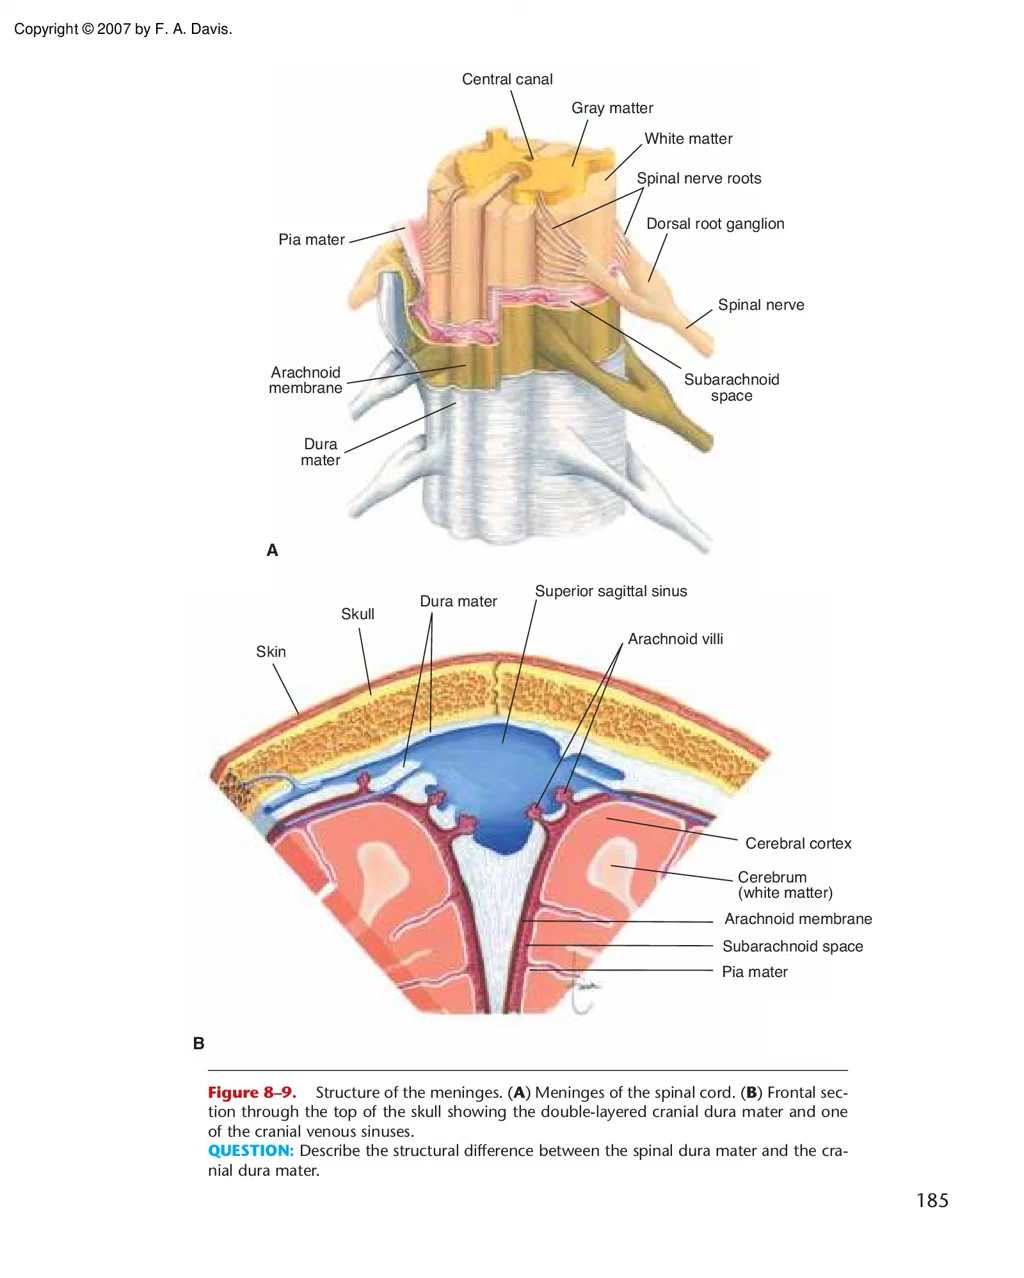 Copyright © 2007 by F. A. Davis.
Central canal
Gray matter
White matter
Spinal nerve roots
Dorsal root ganglion
Pia mater
Spinal nerve
Arachnoid
membrane
Subarachnoid
space
Dura
mater
A
Superior sagittal sinus
Dura mater
Skull
Arachnoid villi
Skin
Cerebral cortex
Cerebrum
(white matter)
Arachnoid membrane
Subarachnoid space
Pia mater
B
Figure 8–9. Structure of the meninges. (A) Meninges of the spinal cord. (B) Frontal sec-
tion through the top of the skull showing the double-layered cranial dura mater and one
of the cranial venous sinuses.
QUESTION: Describe the structural difference between the spinal dura mater and the cra-
nial dura mater.
185